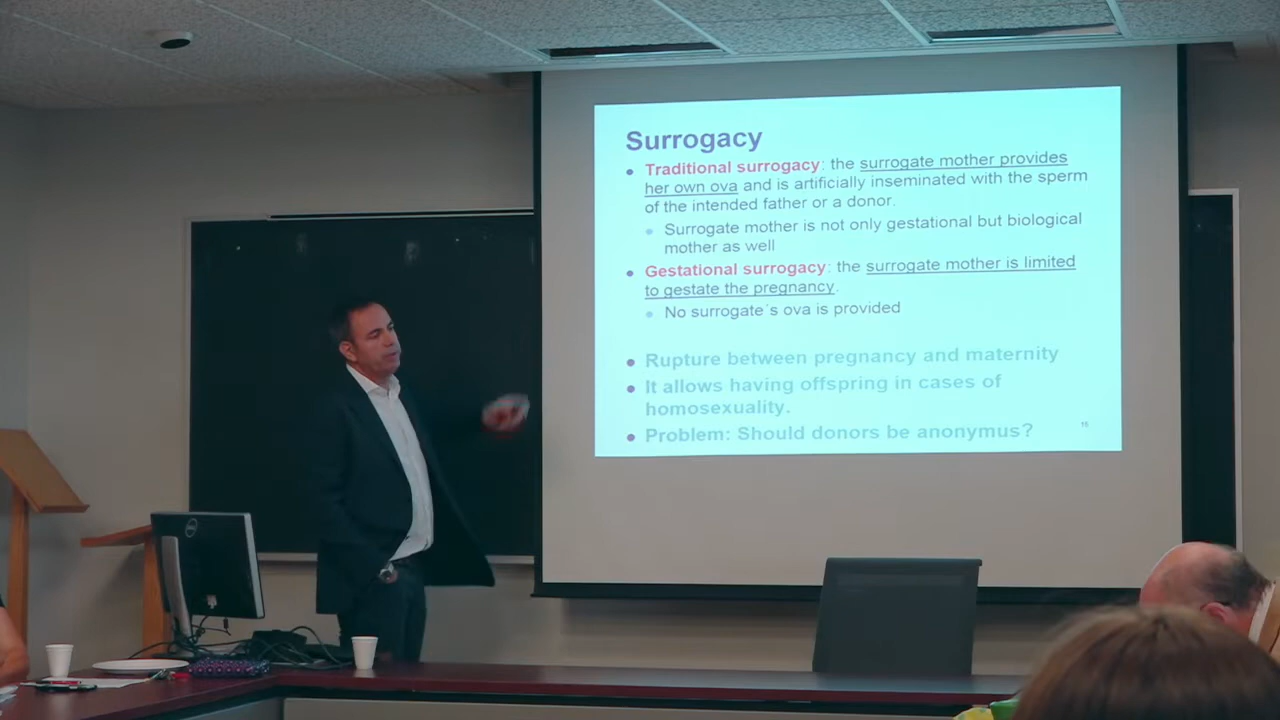 Surrogacy
• Traditional surrogacy: the surrogate mother provides
her own ova and is artificially inseminated with the sperm
of the intended father or a donor.
• Surrogate mother is not only gestational but biological
mother as well
• Gestational surrogacy: the surrogate mother is limited
to gestate the pregnancy.
• No surrogate´s ova is provided
• Rupture between pregnancy and maternity
• It allows having offspring in cases of
homosexuality.
• Problem: Should donors be anonymus?